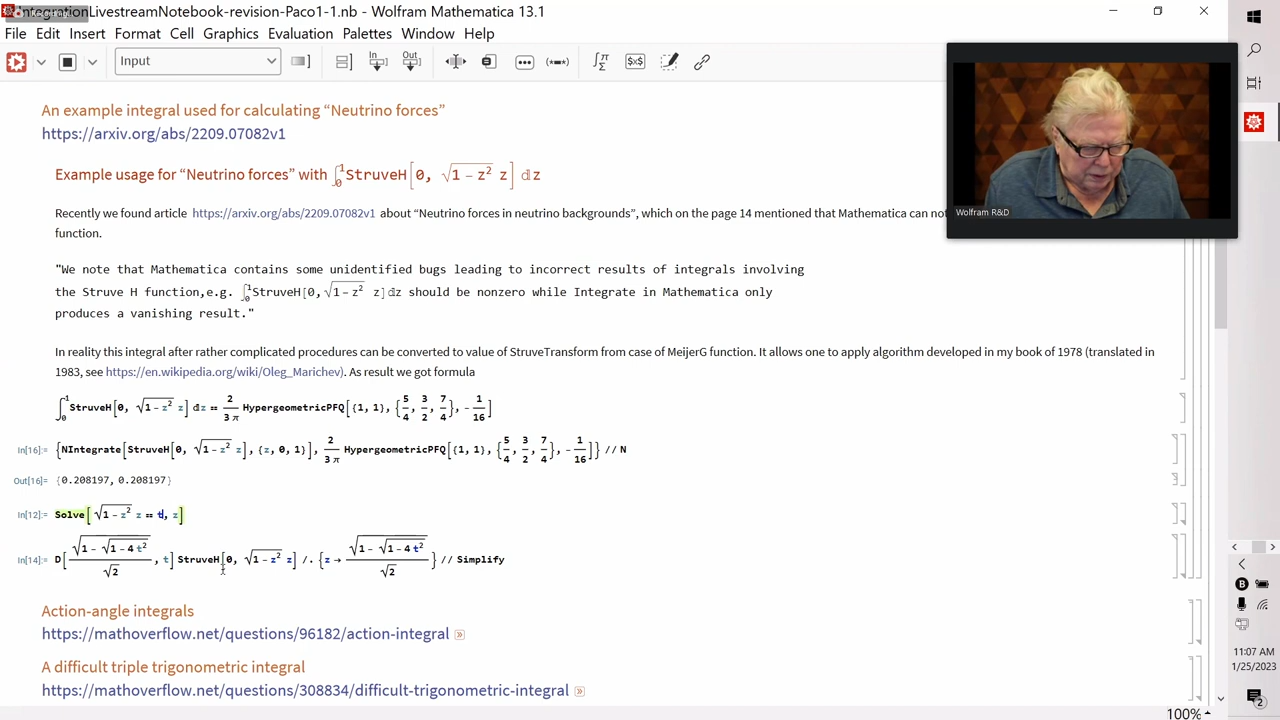 IntegrationLivestreamNotebook-revision-Paco1-1.nb - Wolfram Mathematica 13.1
File Edit Insert Format Cell Graphics Evaluation Palettes Window Help
Input
In[] Out[]
An example integral used for calculating “Neutrino forces”
https://arxiv.org/abs/2209.07082v1
Example usage for “Neutrino forces” with ∫₀¹StruveH[0, √(1 - z²) z] ⅆz
Recently we found article https://arxiv.org/abs/2209.07082v1 about “Neutrino forces in neutrino backgrounds”, which on the page 14 mentioned that Mathematica can not
function.
"We note that Mathematica contains some unidentified bugs leading to incorrect results of integrals involving
the Struve H function,e.g. ∫₀¹StruveH[0,√(1 - z²) z]ⅆz should be nonzero while Integrate in Mathematica only
produces a vanishing result."
In reality this integral after rather complicated procedures can be converted to value of StruveTransform from case of MeijerG function. It allows one to apply algorithm developed in my book of 1978 (translated in
1983, see https://en.wikipedia.org/wiki/Oleg_Marichev). As result we got formula
∫₀¹StruveH[0, √(1 - z²) z] ⅆz == 2/(3 π) HypergeometricPFQ[{1, 1}, {5/4, 3/2, 7/4}, -1/16]
In[16]:= {NIntegrate[StruveH[0, √(1 - z²) z], {z, 0, 1}], 2/(3 π) HypergeometricPFQ[{1, 1}, {5/4, 3/2, 7/4}, -1/16]} // N
Out[16]= {0.208197, 0.208197}
In[12]:= Solve[√(1 - z²) z == t, z]
In[14]:= D[√(1 - √(1 - 4 t²))/√2, t] StruveH[0, √(1 - z²) z] /. {z → √(1 - √(1 - 4 t²))/√2} // Simplify
Action-angle integrals
https://mathoverflow.net/questions/96182/action-integral
A difficult triple trigonometric integral
https://mathoverflow.net/questions/308834/difficult-trigonometric-integral
100%
Wolfram R&D
11:07 AM
1/25/2023
2